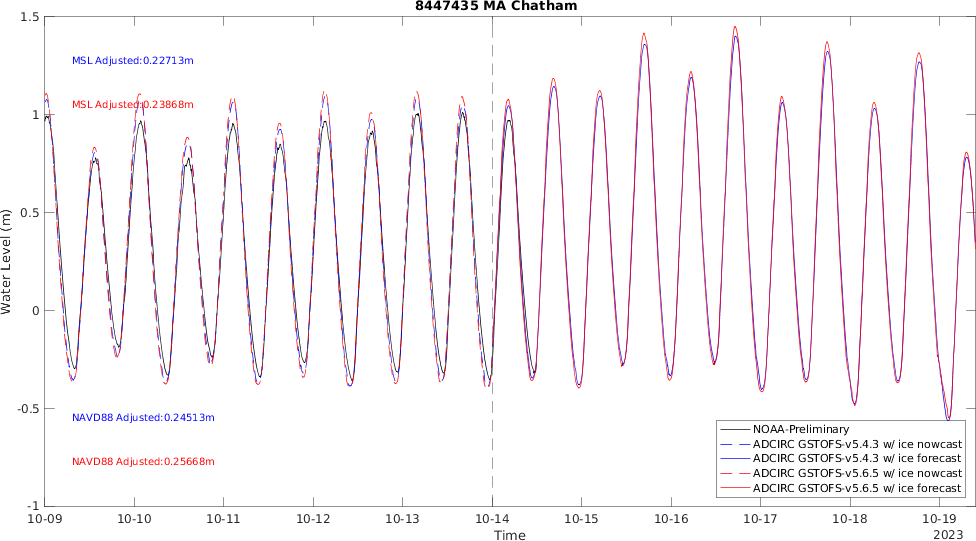 8447435 MA Chatham
1.5
MSL Adjusted:0.22713m
MSL Adjusted:0.23868m
1
0.5
Water Level (m)
0
-0.5
NAVD88 Adjusted:0.24513m
NAVD88 Adjusted:0.25668m
NOAA-Preliminary
ADCIRC GSTOFS-v5.4.3 w/ ice nowcast
ADCIRC GSTOFS-v5.4.3 w/ ice forecast
ADCIRC GSTOFS-v5.6.5 w/ ice nowcast
ADCIRC GSTOFS-v5.6.5 w/ ice forecast
-1
10-09 10-10 10-11 10-12 10-13 10-14 10-15 10-16 10-17 10-18 10-19
Time
2023